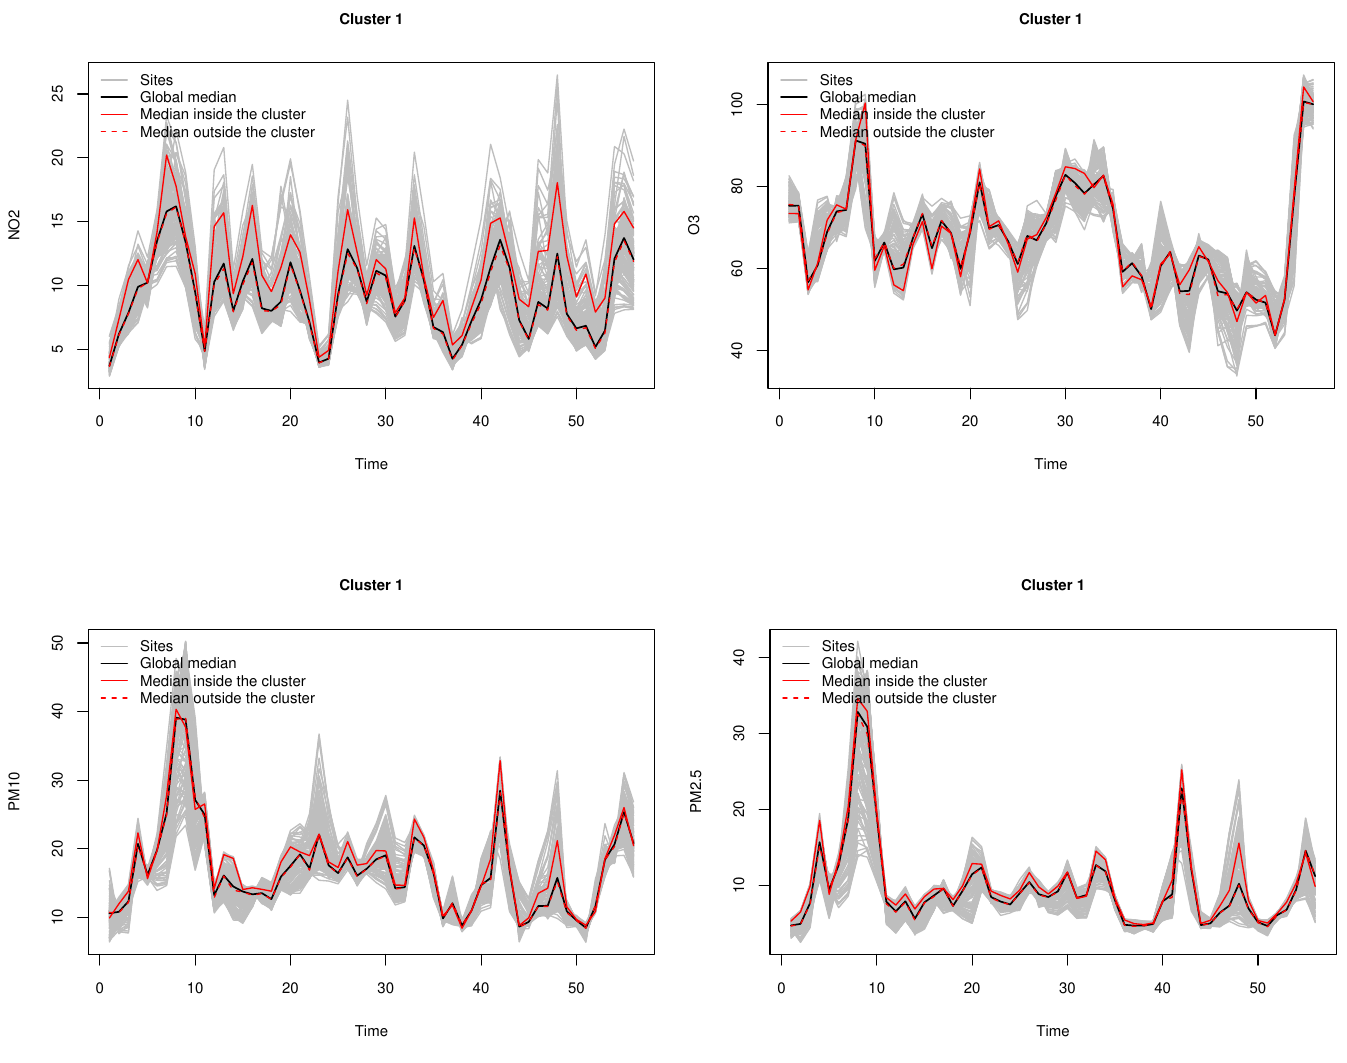 Cluster 1
NO2
25
20
15
10
5
Sites
Global median
Median inside the cluster
Median outside the cluster
0 10 20 30 40 50
Time
Cluster 1
O3
100
80
60
40
Sites
Global median
Median inside the cluster
Median outside the cluster
0 10 20 30 40 50
Time
Cluster 1
PM10
50
40
30
20
10
Sites
Global median
Median inside the cluster
Median outside the cluster
0 10 20 30 40 50
Time
Cluster 1
PM2.5
40
30
20
10
Sites
Global median
Median inside the cluster
Median outside the cluster
0 10 20 30 40 50
Time